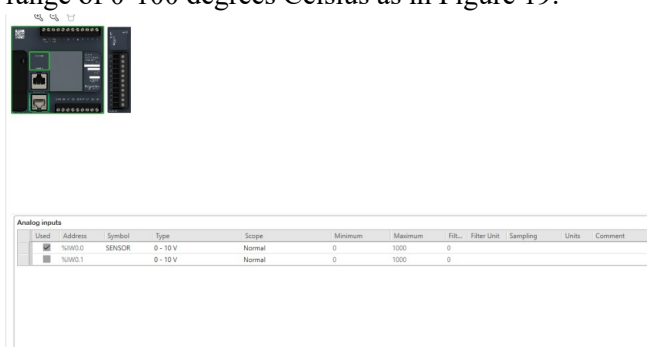 range of 0-100 degrees Celsius as in Figure 19.
Analog inputs
Used Address Symbol Type Scope Minimum Maximum Filt... Filter Unit Sampling Units Comment
%IW0.0 SENSOR 0 - 10 V Normal 0 1000 0
%IW0.1 0 - 10 V Normal 0 1000 0